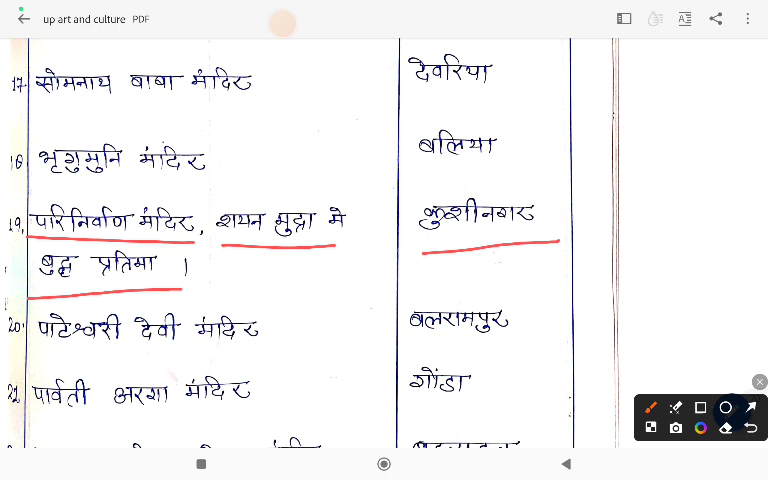 up art and culture PDF
17. सोमनाथ बाबा मंदिर देवरिया
18 भृगुमुनि मंदिर बलिया
19. परिनिर्वाण मंदिर, शयन मुद्रा मे कुशीनगर
बुद्ध प्रतिमा ।
20. पाटेश्वरी देवी मंदिर बलरामपुर
21 पार्वती अरगा मंदिर गोंडा